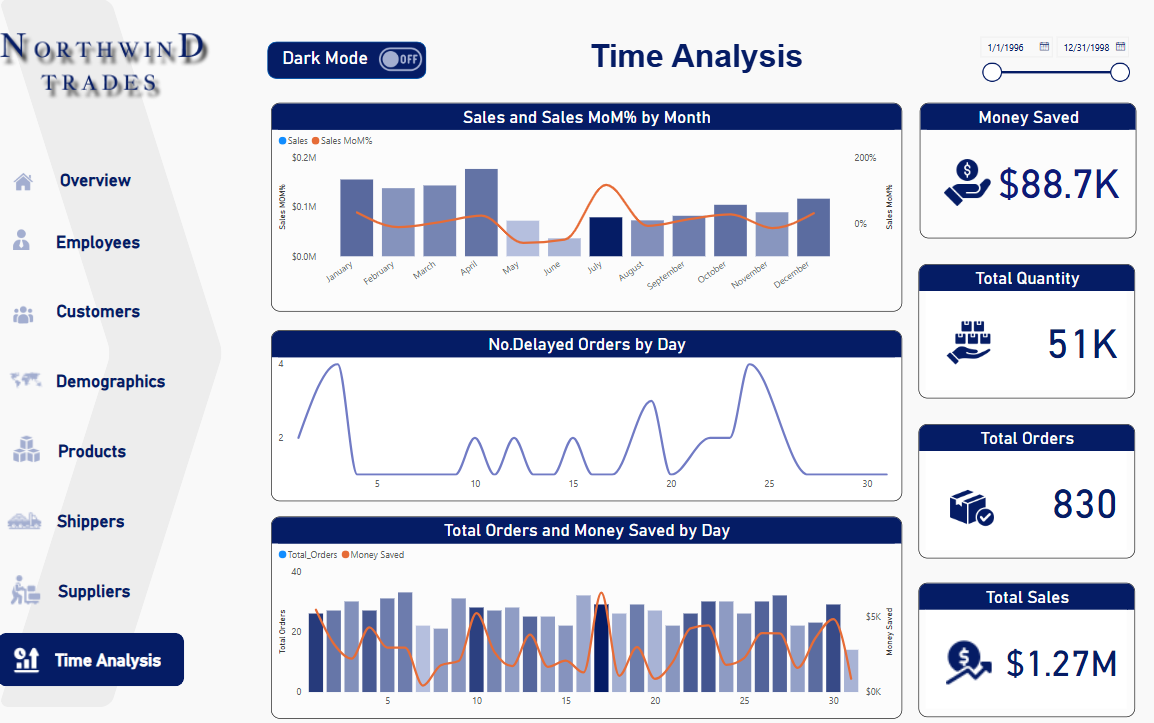 NORTHWIND
TRADES
Dark Mode OFF
Time Analysis
1/1/1996 12/31/1998
Overview
Employees
Customers
Demographics
Products
Shippers
Suppliers
Time Analysis
Sales and Sales MoM% by Month
Sales Sales MoM%
$0.2M
$0.1M
$0.0M
Sales MOM%
200%
0%
Sales MoM%
January February March April May June July August September October November December
No.Delayed Orders by Day
4
2
5 10 15 20 25 30
Total Orders and Money Saved by Day
Total_Orders Money Saved
40
20
0
Total Orders
$5K
$0K
Money Saved
5 10 15 20 25 30
Money Saved
$88.7K
Total Quantity
51K
Total Orders
830
Total Sales
$1.27M